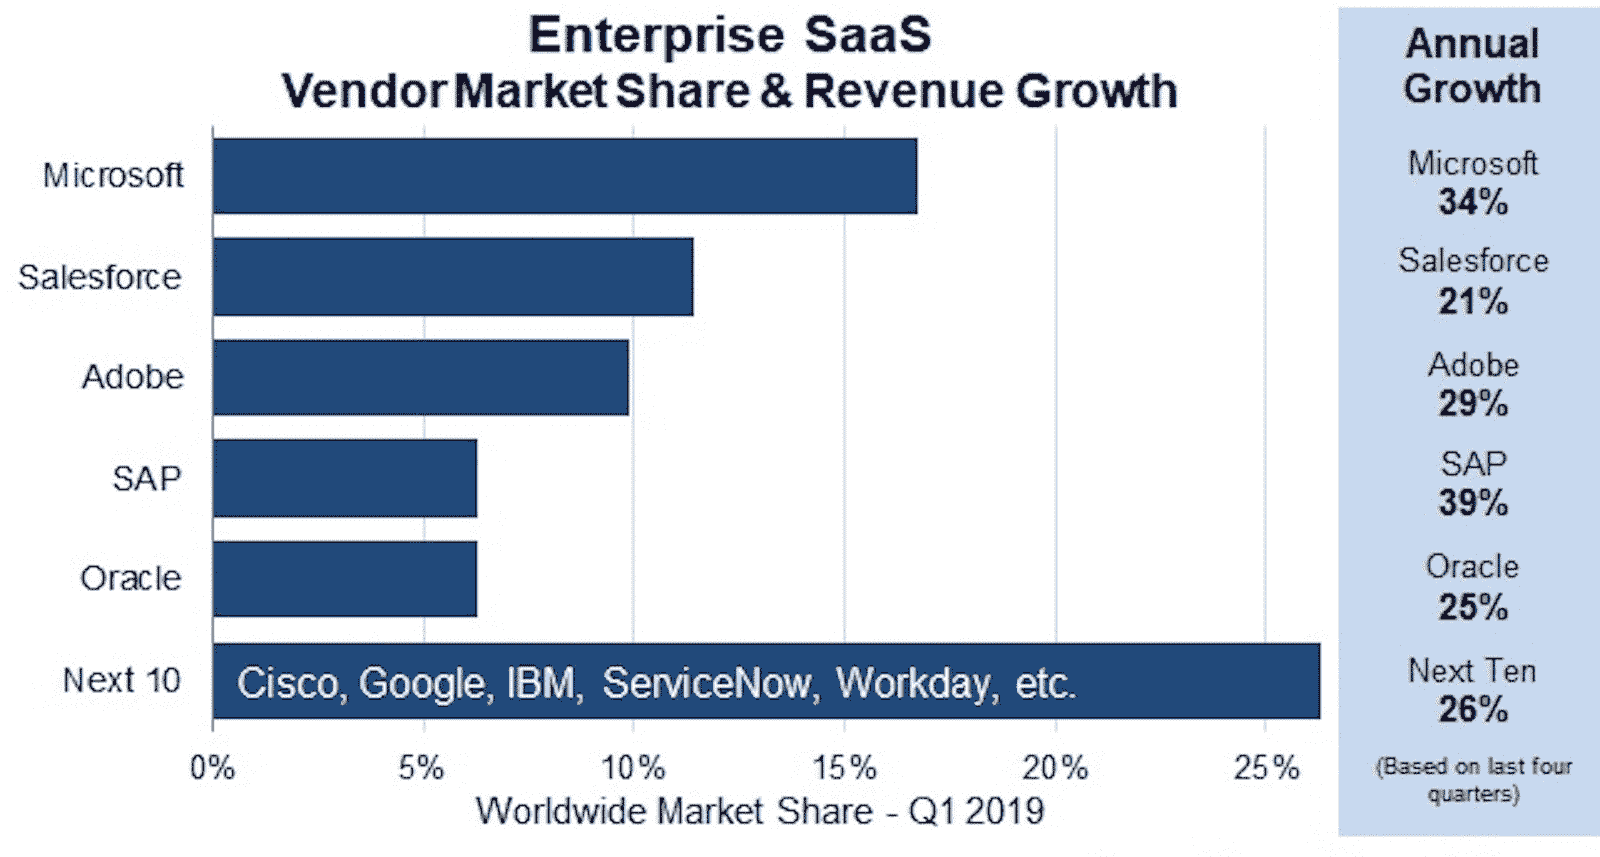 Enterprise SaaS
Vendor Market Share & Revenue Growth
Microsoft
Salesforce
Adobe
SAP
Oracle
Next 10
Cisco, Google, IBM, ServiceNow, Workday, etc.
0% 5% 10% 15% 20% 25%
Worldwide Market Share - Q1 2019
Annual
Growth
Microsoft
34%
Salesforce
21%
Adobe
29%
SAP
39%
Oracle
25%
Next Ten
26%
(Based on last four
quarters)